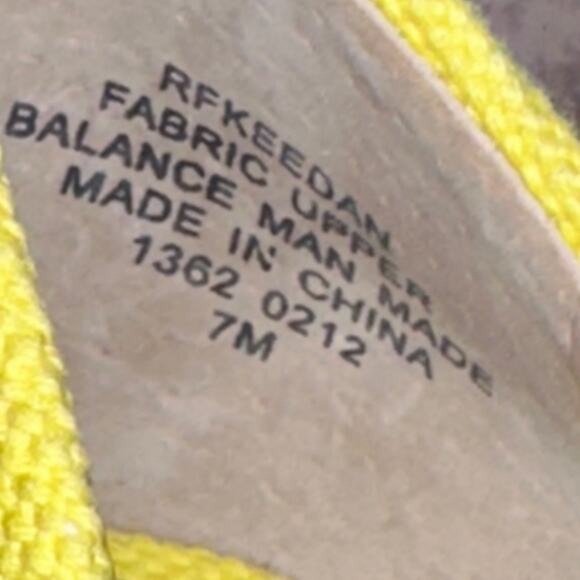 RFKEEDAN
FABRIC UPPER
BALANCE MAN MADE
MADE IN CHINA
1362 0212
7M